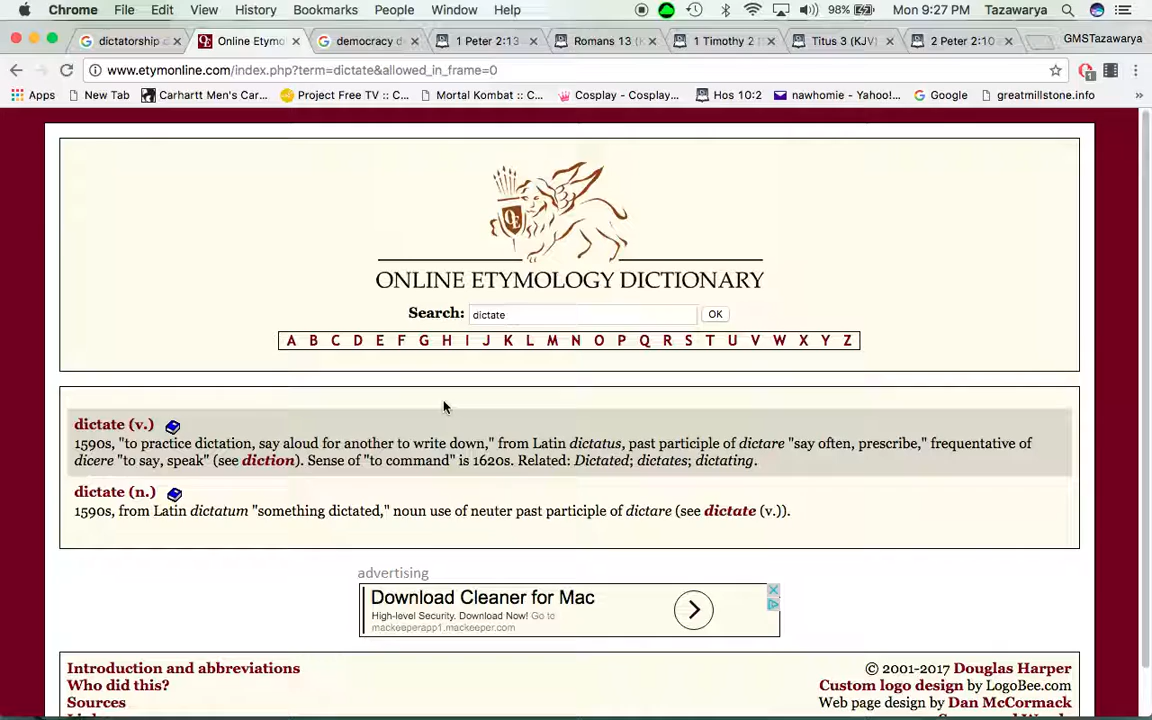 Chrome File Edit View History Bookmarks People Window Help 98% Mon 9:27 PM Tazawarya
dictatorship d Online Etymo democracy d 1 Peter 2:13 Romans 13 ( 1 Timothy 2 Titus 3 (KJV) 2 Peter 2:10 GMSTazawarya
www.etymonline.com/index.php?term=dictate&allowed_in_frame=0
Apps New Tab Carhartt Men's Car... Project Free TV :: C... Mortal Kombat :: C... Cosplay - Cosplay... Hos 10:2 nawhomie - Yahoo!... Google greatmillstone.info »
OE
ONLINE ETYMOLOGY DICTIONARY
Search: dictate OK
A B C D E F G H I J K L M N O P Q R S T U V W X Y Z
dictate (v.)
1590s, "to practice dictation, say aloud for another to write down," from Latin dictatus, past participle of dictare "say often, prescribe," frequentative of
dicere "to say, speak" (see diction). Sense of "to command" is 1620s. Related: Dictated; dictates; dictating.
dictate (n.)
1590s, from Latin dictatum "something dictated," noun use of neuter past participle of dictare (see dictate (v.)).
advertising
Download Cleaner for Mac
High-level Security. Download Now! Go to
mackeeperapp1.mackeeper.com
Introduction and abbreviations
Who did this?
Sources
© 2001-2017 Douglas Harper
Custom logo design by LogoBee.com
Web page design by Dan McCormack